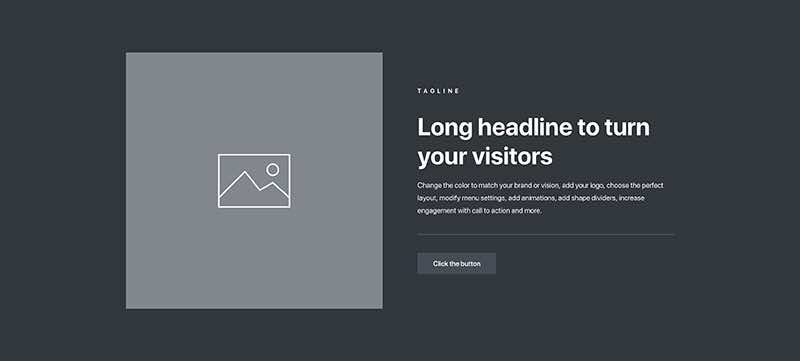 TAGLINE
Long headline to turn
your visitors
Change the color to match your brand or vision, add your logo, choose the perfect
layout, modify menu settings, add animations, add shape dividers, increase
engagement with call to action and more.
Click the button